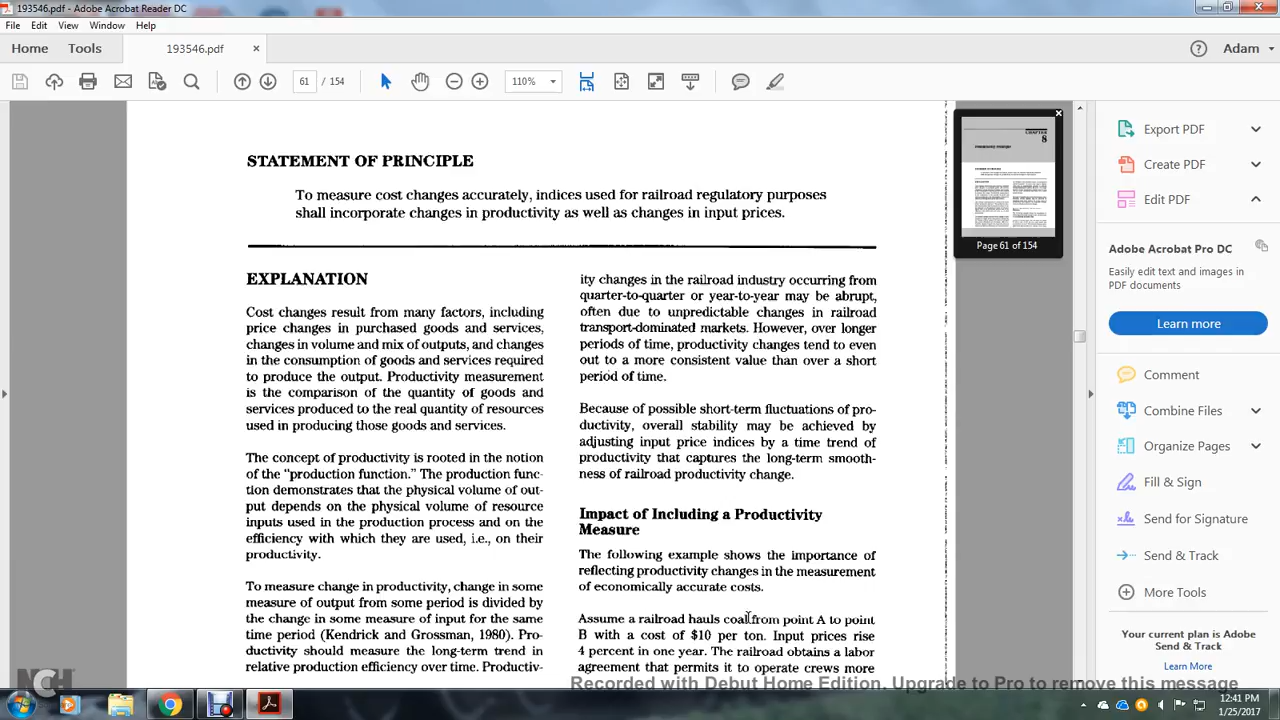 193546.pdf - Adobe Acrobat Reader DC
File Edit View Window Help
Home Tools 193546.pdf × ? Adam
61 / 154 110%
STATEMENT OF PRINCIPLE
To measure cost changes accurately, indices used for railroad regulatory purposes
shall incorporate changes in productivity as well as changes in input prices.
EXPLANATION
Cost changes result from many factors, including
price changes in purchased goods and services,
changes in volume and mix of outputs, and changes
in the consumption of goods and services required
to produce the output. Productivity measurement
is the comparison of the quantity of goods and
services produced to the real quantity of resources
used in producing those goods and services.
The concept of productivity is rooted in the notion
of the “production function.” The production func-
tion demonstrates that the physical volume of out-
put depends on the physical volume of resource
inputs used in the production process and on the
efficiency with which they are used, i.e., on their
productivity.
To measure change in productivity, change in some
measure of output from some period is divided by
the change in some measure of input for the same
time period (Kendrick and Grossman, 1980). Pro-
ductivity should measure the long-term trend in
relative production efficiency over time. Productiv-
ity changes in the railroad industry occurring from
quarter-to-quarter or year-to-year may be abrupt,
often due to unpredictable changes in railroad
transport-dominated markets. However, over longer
periods of time, productivity changes tend to even
out to a more consistent value than over a short
period of time.
Because of possible short-term fluctuations of pro-
ductivity, overall stability may be achieved by
adjusting input price indices by a time trend of
productivity that captures the long-term smooth-
ness of railroad productivity change.
Impact of Including a Productivity
Measure
The following example shows the importance of
reflecting productivity changes in the measurement
of economically accurate costs.
Assume a railroad hauls coal from point A to point
B with a cost of $10 per ton. Input prices rise
4 percent in one year. The railroad obtains a labor
agreement that permits it to operate crews more
CHAPTER
8
Page 61 of 154
Export PDF
Create PDF
Edit PDF
Adobe Acrobat Pro DC
Easily edit text and images in
PDF documents
Learn more
Comment
Combine Files
Organize Pages
Fill & Sign
Send for Signature
Send & Track
More Tools
Your current plan is Adobe
Send & Track
Learn More
NCH
Recorded with Debut Home Edition. Upgrade to Pro to remove this message
12:41 PM
1/25/2017